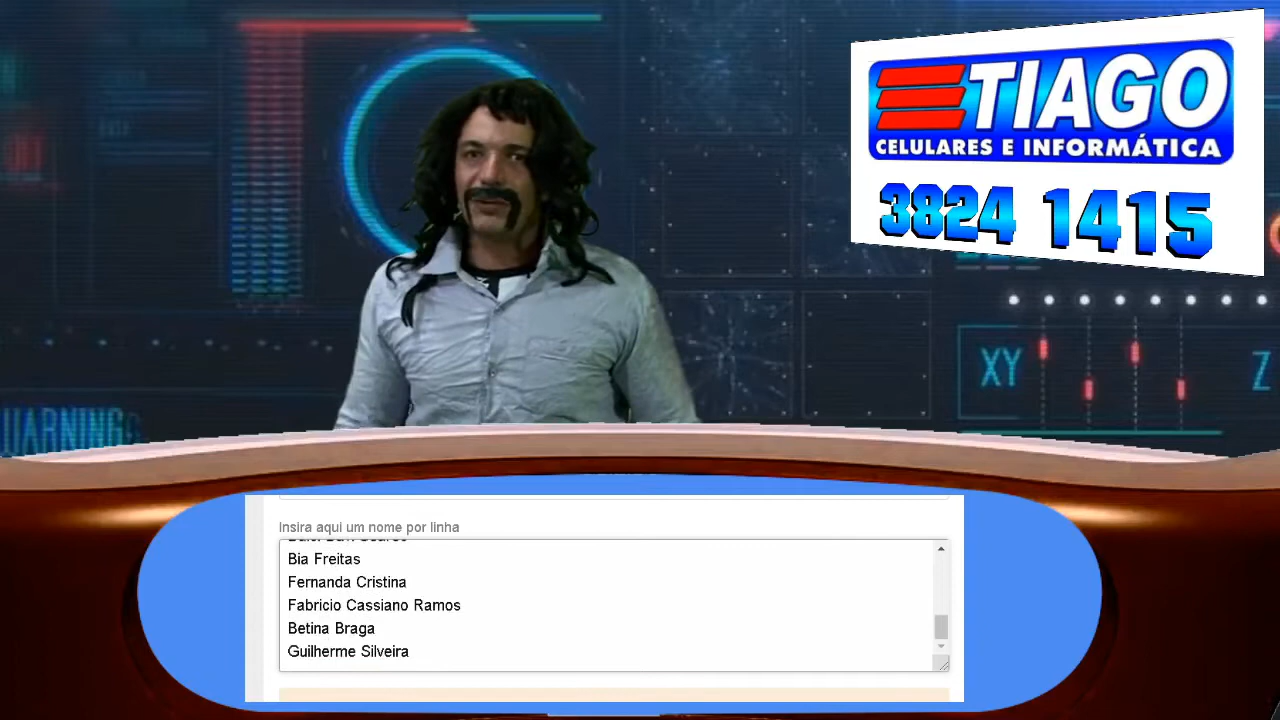 TIAGO
CELULARES E INFORMÁTICA
3824 1415
XY
Z
WARNING
Insira aqui um nome por linha
Bia Freitas
Fernanda Cristina
Fabricio Cassiano Ramos
Betina Braga
Guilherme Silveira